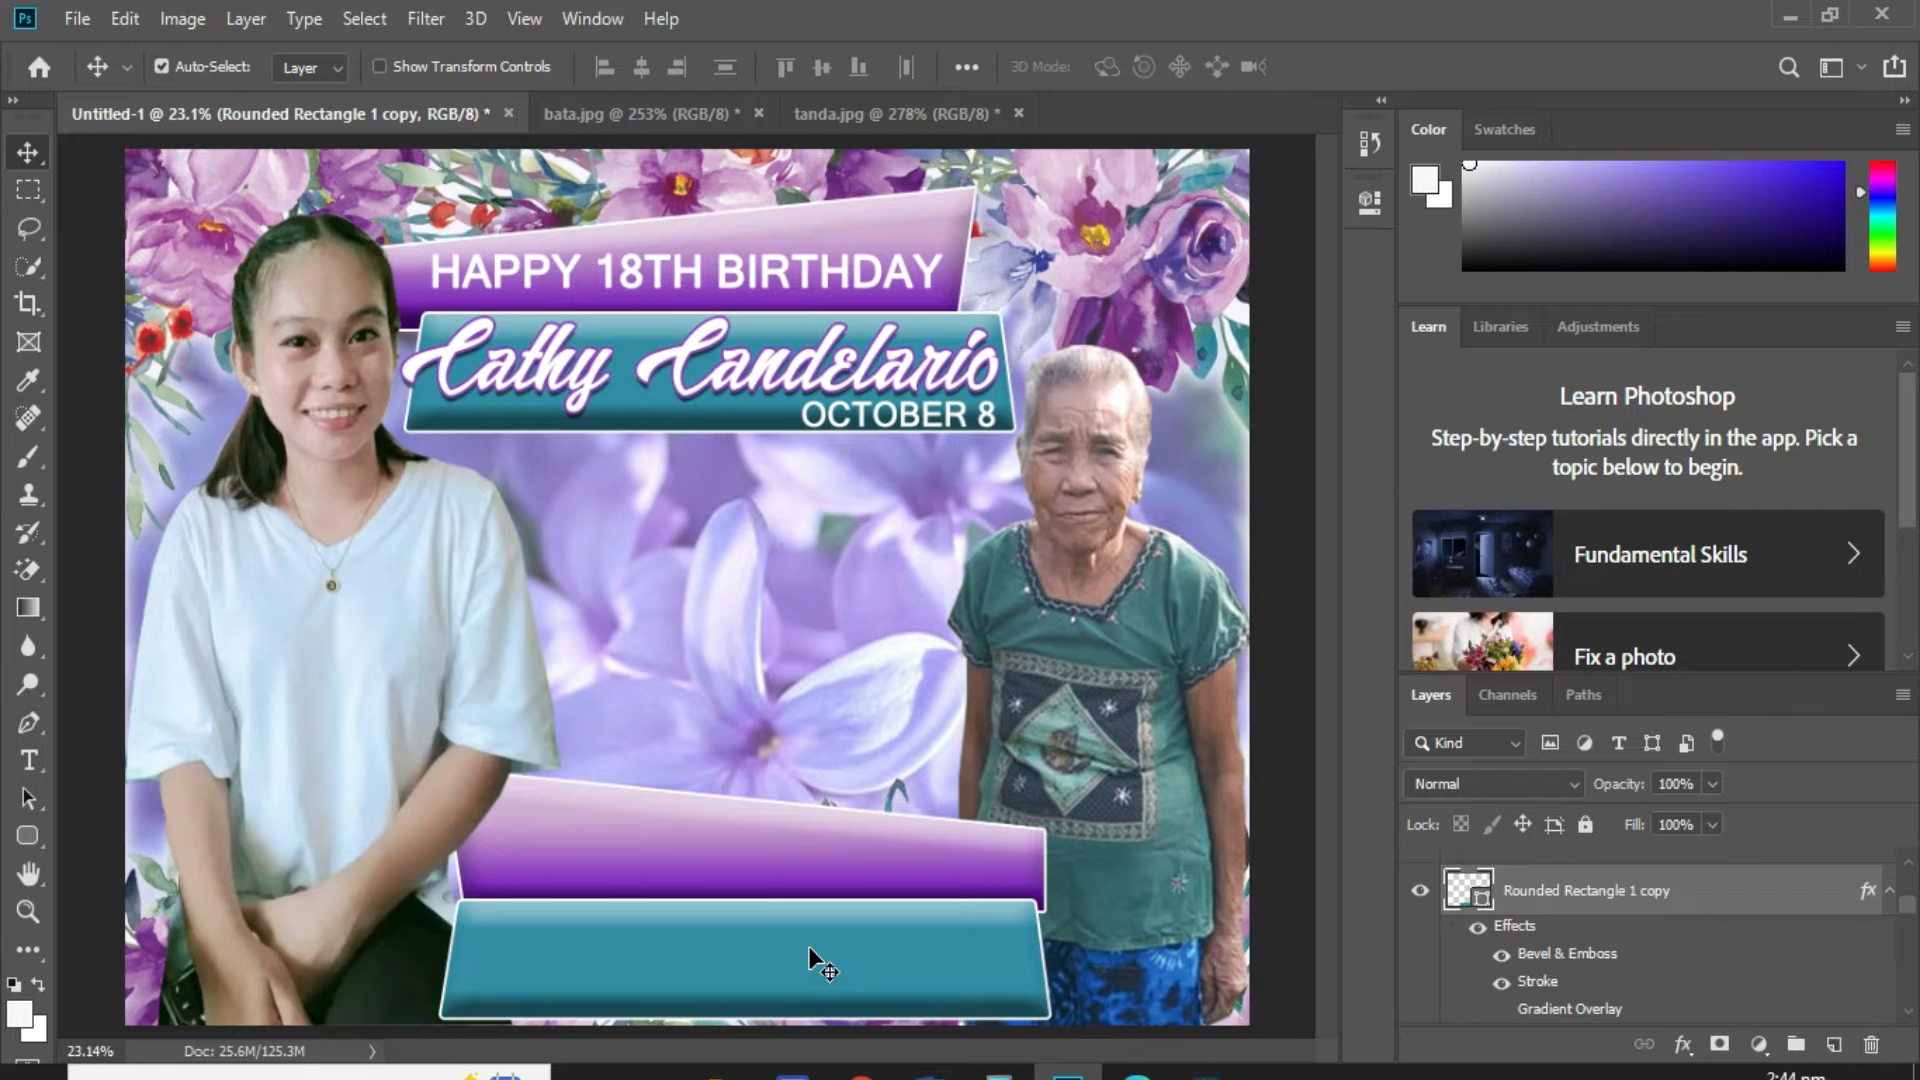 Ps File Edit Image Layer Type Select Filter 3D View Window Help
Auto-Select: Layer Show Transform Controls 3D Mode:
Untitled-1 @ 23.1% (Rounded Rectangle 1 copy, RGB/8) * bata.jpg @ 253% (RGB/8) * tanda.jpg @ 278% (RGB/8) *
Color Swatches
HAPPY 18TH BIRTHDAY
Cathy Candelario
OCTOBER 8
Learn Libraries Adjustments
Learn Photoshop
Step-by-step tutorials directly in the app. Pick a
topic below to begin.
Fundamental Skills
Fix a photo
Layers Channels Paths
Kind
Normal Opacity: 100%
Lock: Fill: 100%
Rounded Rectangle 1 copy fx
Effects
Bevel & Emboss
Stroke
Gradient Overlay
23.14% Doc: 25.6M/125.3M
fx
2:44 pm